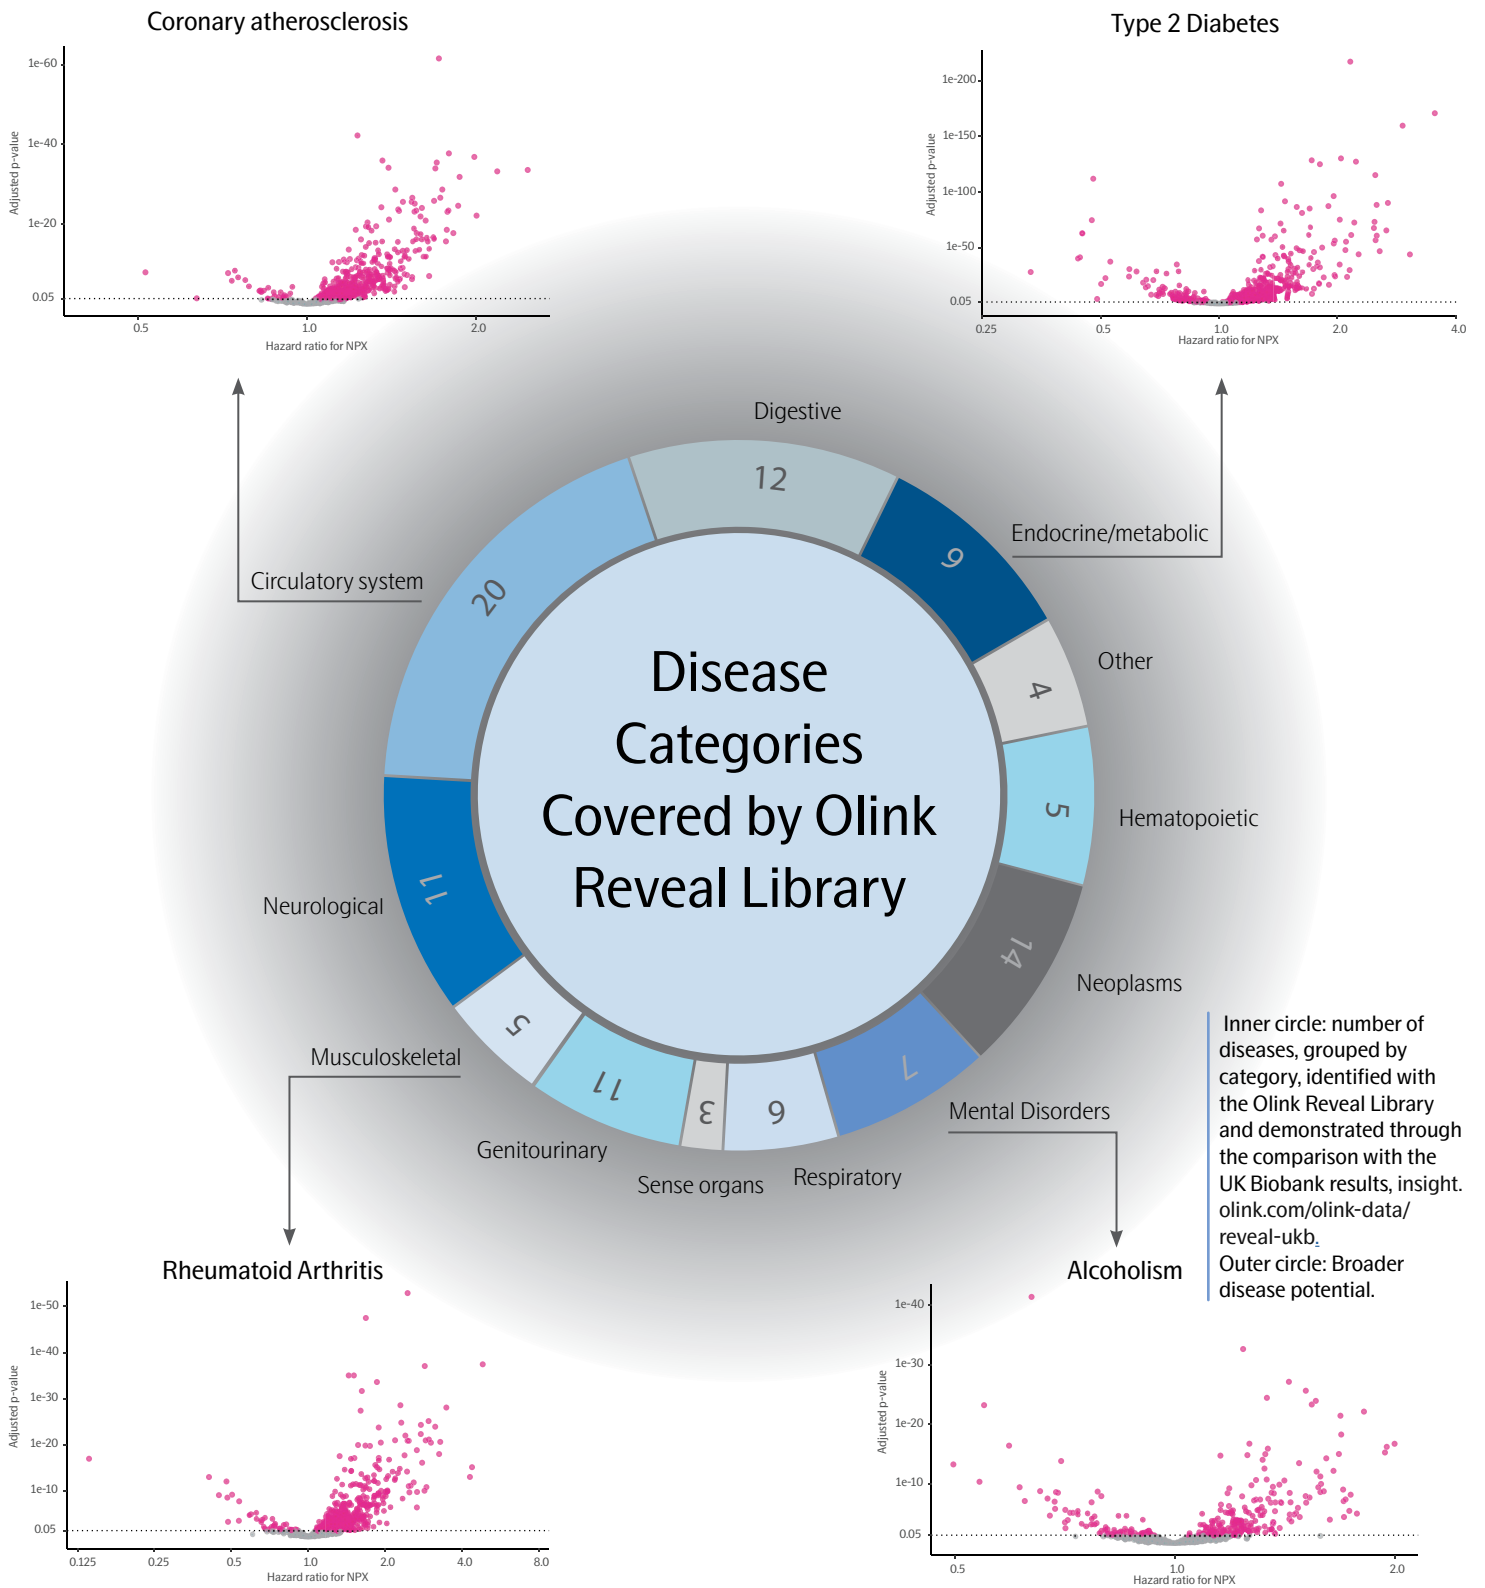 Coronary atherosclerosis
1e-60
1e-40
1e-20
0.05
Adjusted p-value
0.5
1.0
2.0
Hazard ratio for NPX
Type 2 Diabetes
1e-200
1e-150
1e-100
1e-50
0.05
Adjusted p-value
0.25
0.5
1.0
2.0
4.0
Hazard ratio for NPX
Digestive
12
Endocrine/metabolic
9
Circulatory system
20
Other
4
Hematopoietic
5
Neoplasms
14
Neurological
11
Musculoskeletal
5
Genitourinary
11
Sense organs
3
Respiratory
6
Mental Disorders
7
Disease
Categories
Covered by Olink
Reveal Library
Inner circle: number of
diseases, grouped by
category, identified with
the Olink Reveal Library
and demonstrated through
the comparison with the
UK Biobank results, insight.
olink.com/olink-data/
reveal-ukb.
Outer circle: Broader
disease potential.
Rheumatoid Arthritis
1e-50
1e-40
1e-30
1e-20
1e-10
0.05
Adjusted p-value
0.125
0.25
0.5
1.0
2.0
4.0
8.0
Hazard ratio for NPX
Alcoholism
1e-40
1e-30
1e-20
1e-10
0.05
Adjusted p-value
0.5
1.0
2.0
Hazard ratio for NPX